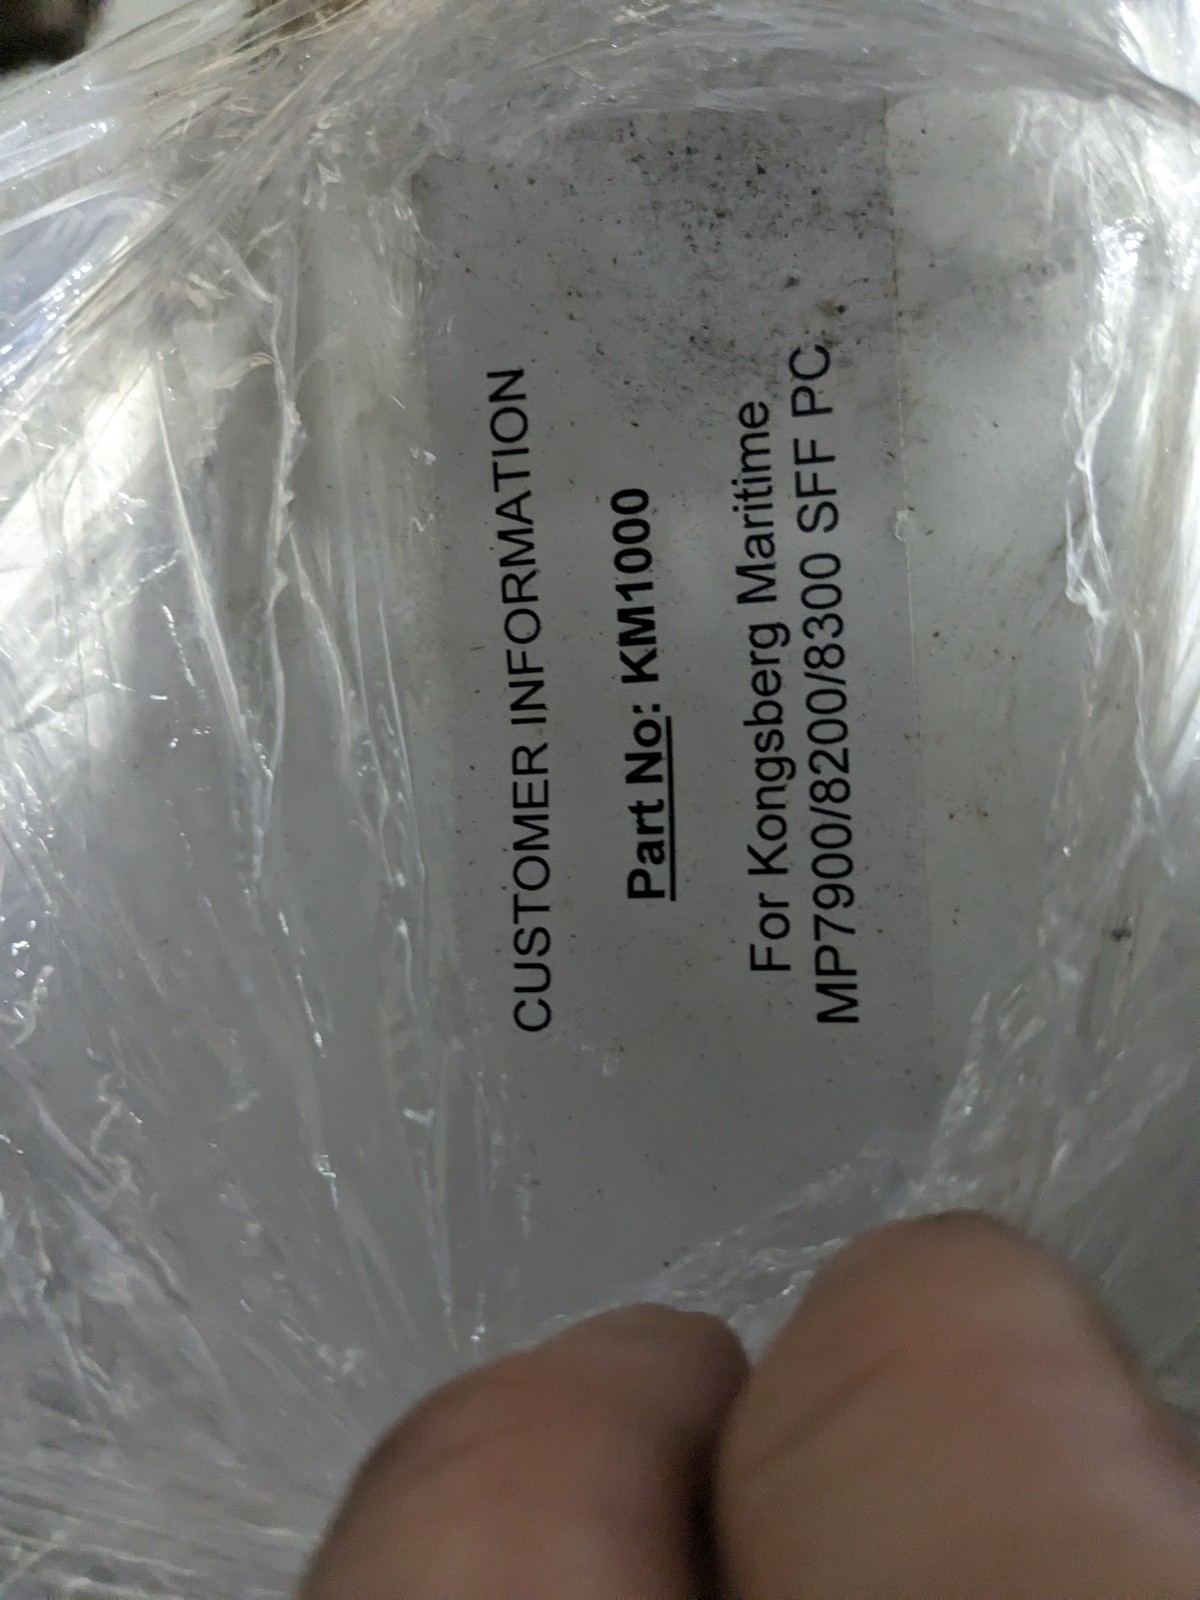 CUSTOMER INFORMATION
Part No: KM1000
For Kongsberg Maritime
MP7900/8200/8300 SFF PC